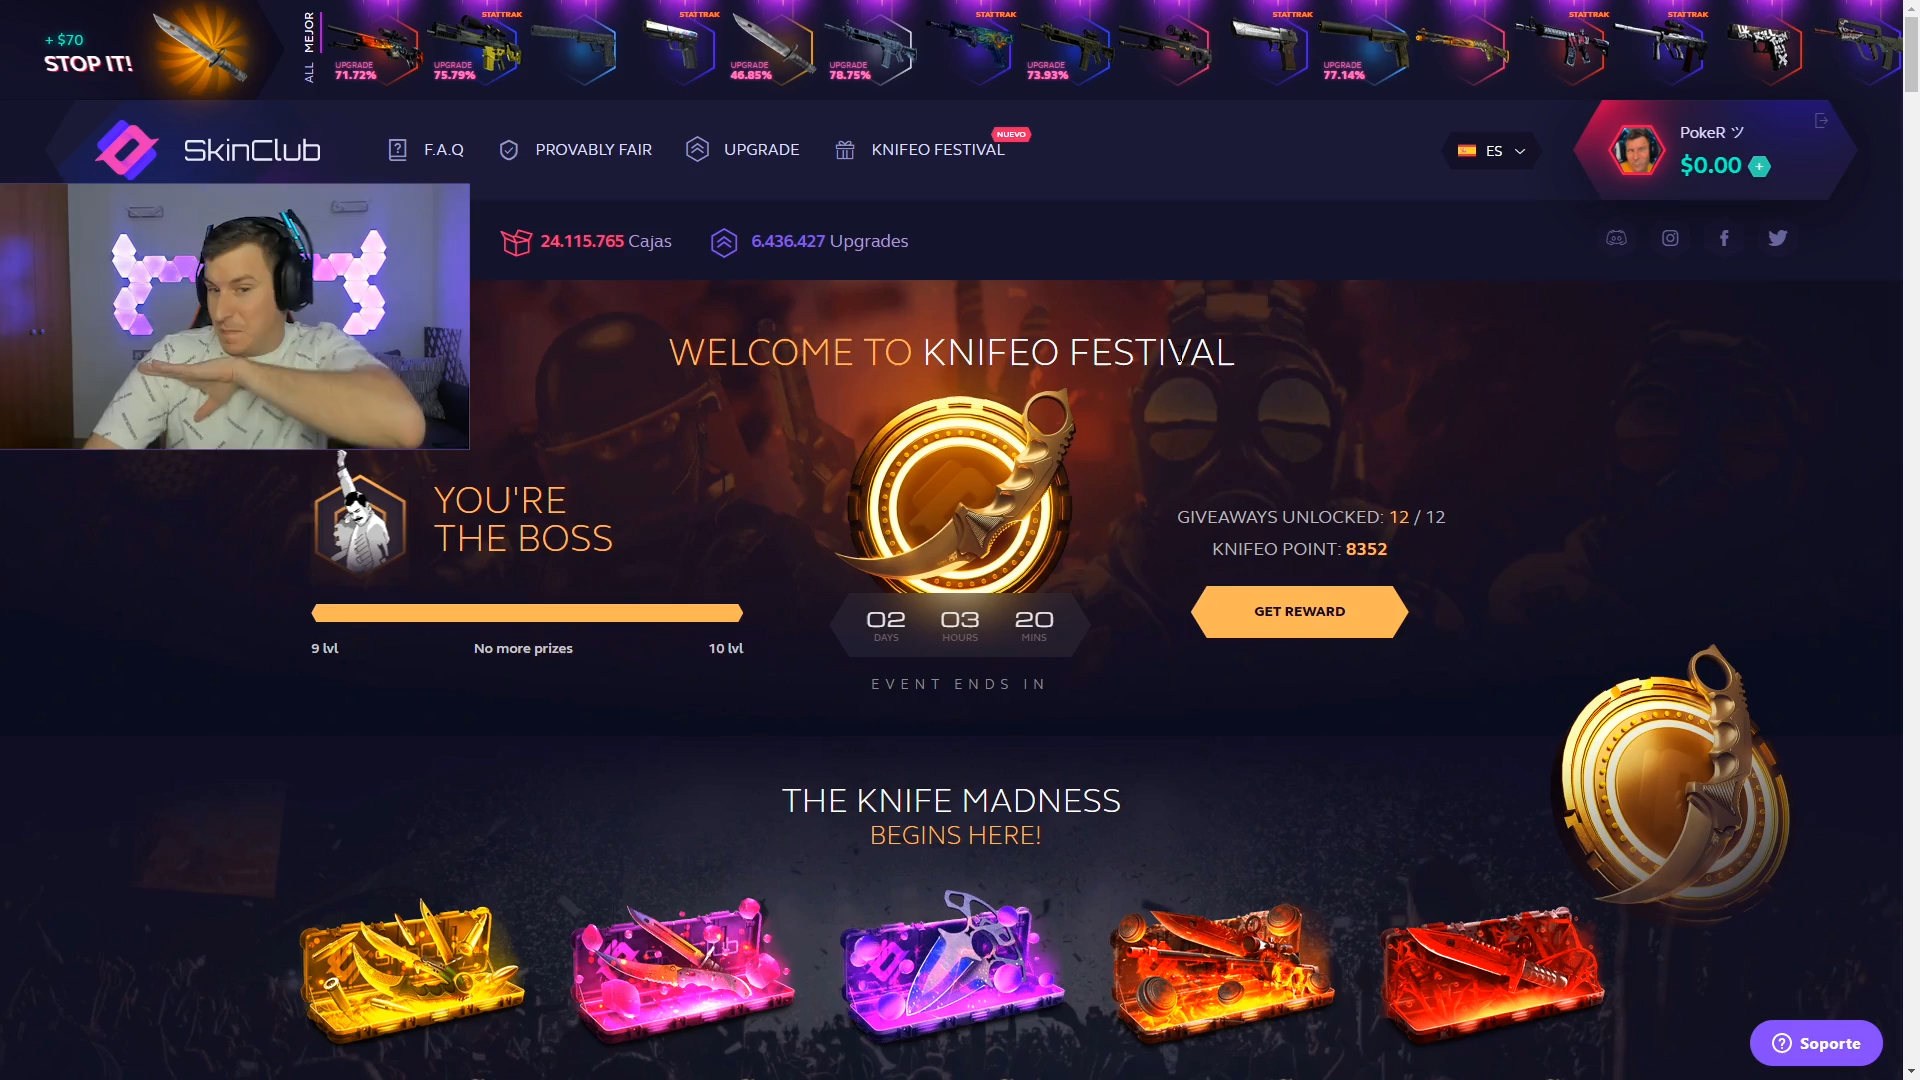 + $70
STOP IT!
ALL MEJOR
UPGRADE
71.72%
STATTRAK
UPGRADE
75.79%
STATTRAK
UPGRADE
46.85%
UPGRADE
78.75%
STATTRAK
UPGRADE
73.93%
STATTRAK
UPGRADE
77.14%
STATTRAK
STATTRAK
SkinClub
F.A.Q
PROVABLY FAIR
UPGRADE
KNIFEO FESTIVAL
NUEVO
ES
PokeR ツ
$0.00 +
24.115.765 Cajas
6.436.427 Upgrades
WELCOME TO KNIFEO FESTIVAL
YOU'RE
THE BOSS
9 lvl
No more prizes
10 lvl
02
DAYS
03
HOURS
20
MINS
EVENT ENDS IN
GIVEAWAYS UNLOCKED: 12 / 12
KNIFEO POINT: 8352
GET REWARD
THE KNIFE MADNESS
BEGINS HERE!
Soporte